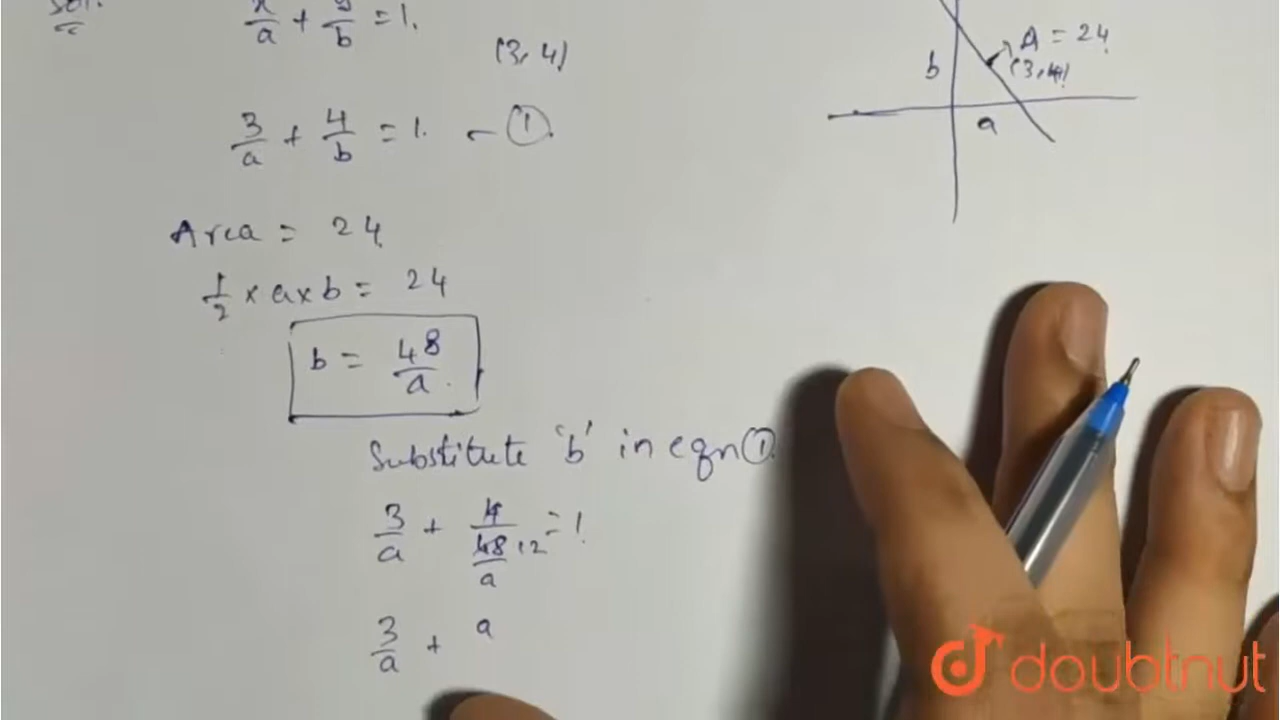 Sol:
x/a + y/b = 1.
(3, 4)
3/a + 4/b = 1. — ①.
Area = 24
1/2 × a × b = 24
b = 48/a.
Substitute 'b' in eqn ①.
3/a + 4/(48/a) 12 = 1.
3/a + a
A = 24
(3, 4)
b
a
doubtnut